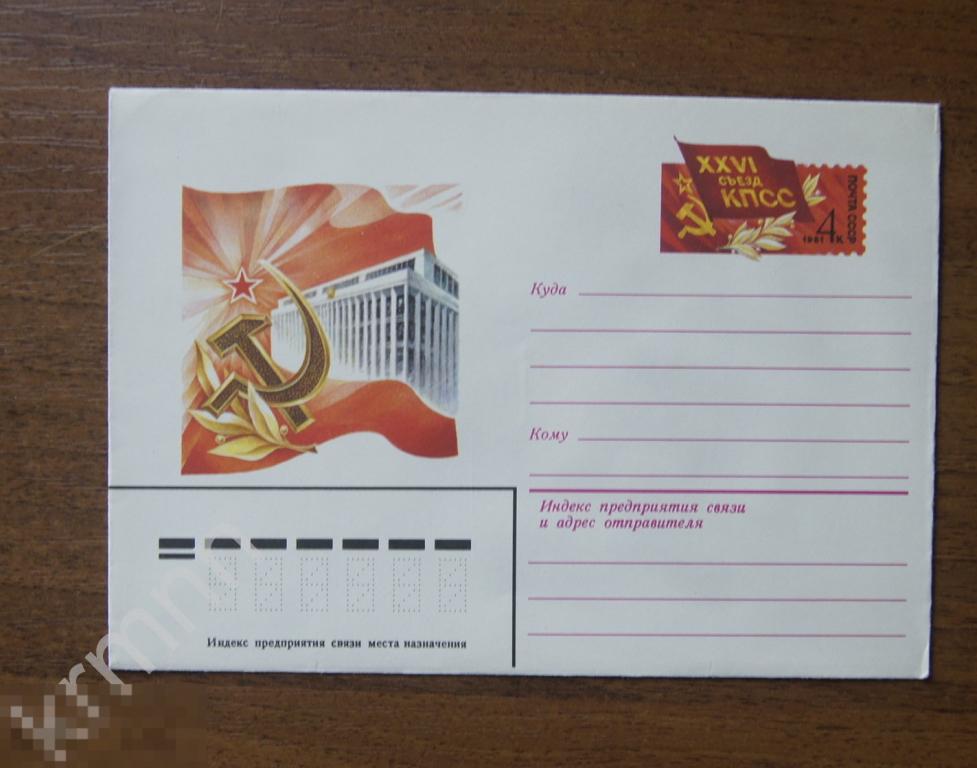 XXVI
СЪЕЗД
КПСС
ПОЧТА СССР
1981 4 К
Куда
Кому
Индекс предприятия связи
и адрес отправителя
Индекс предприятия связи места назначения